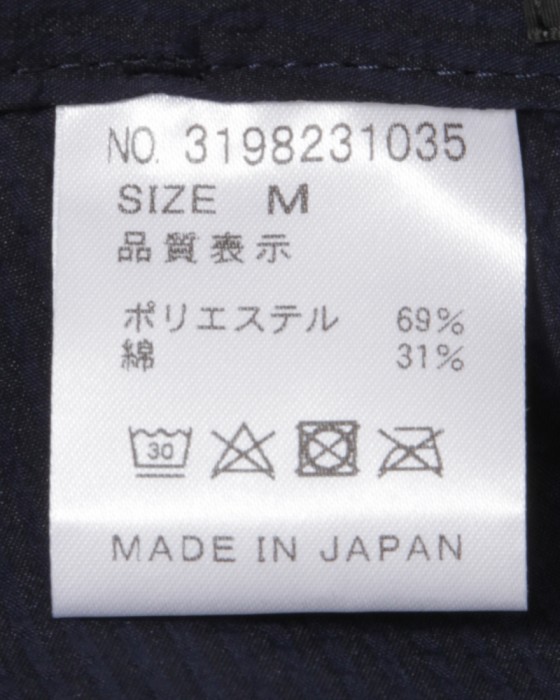 NO. 3198231035
SIZE M
品質表示
ポリエステル 69%
綿 31%
30
MADE IN JAPAN